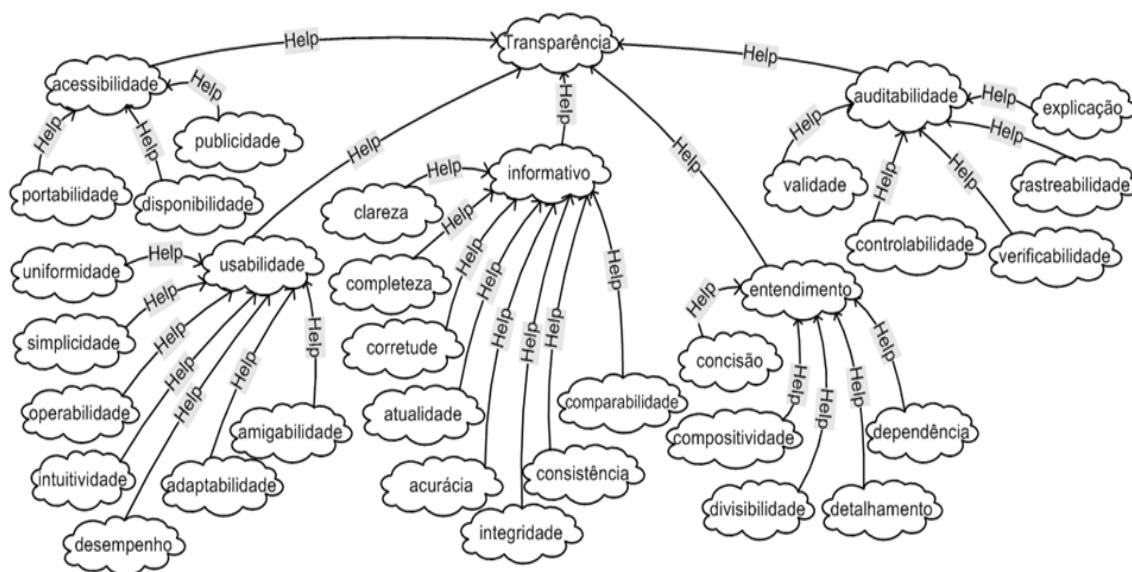 Transparência
Help
Help
Help
Help
Help
acessibilidade
Help
Help
Help
publicidade
portabilidade
disponibilidade
usabilidade
Help
Help
Help
Help
Help
Help
Help
uniformidade
simplicidade
operabilidade
intuitividade
desempenho
adaptabilidade
amigabilidade
informativo
Help
Help
Help
Help
Help
Help
Help
Help
clareza
completeza
corretude
atualidade
acurácia
integridade
consistência
comparabilidade
entendimento
Help
Help
Help
Help
Help
concisão
compositividade
divisibilidade
detalhamento
dependência
auditabilidade
Help
Help
Help
Help
Help
explicação
validade
rastreabilidade
controlabilidade
verificabilidade